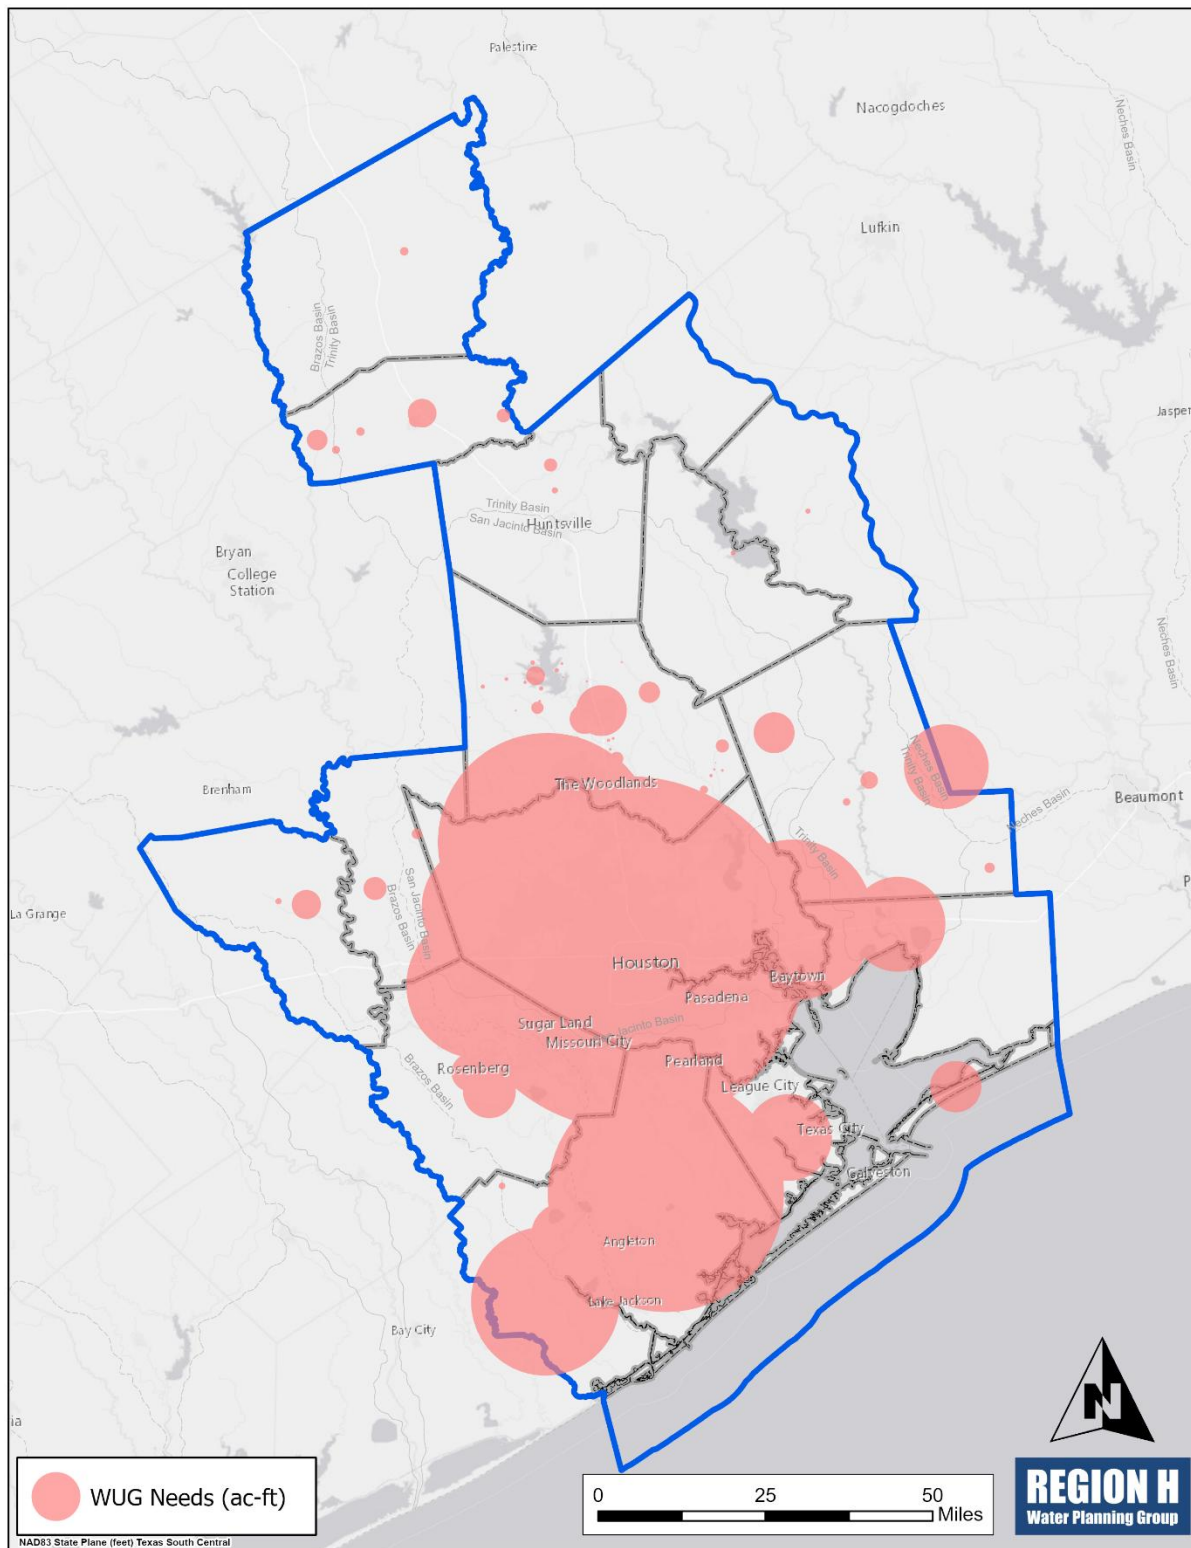 Palestine
Nacogdoches
Neches Basin
Lufkin
Brazos Basin
Trinity Basin
Jasper
Trinity Basin
San Jacinto Basin
Huntsville
Bryan
College
Station
Neches Basin
Neches Basin
Trinity Basin
Brenham
The Woodlands
Beaumont
Neches Basin
Trinity Basin
La Grange
San Jacinto Basin
Brazos Basin
Houston
Baytown
Pasadena
Sugar Land
Jacinto Basin
Missouri City
Pearland
Rosenberg
Brazos Basin
League City
Texas City
Galveston
Angleton
Lake Jackson
Bay City
N
WUG Needs (ac-ft)
0 25 50
Miles
REGION H
Water Planning Group
NAD83 State Plane (feet) Texas South Central